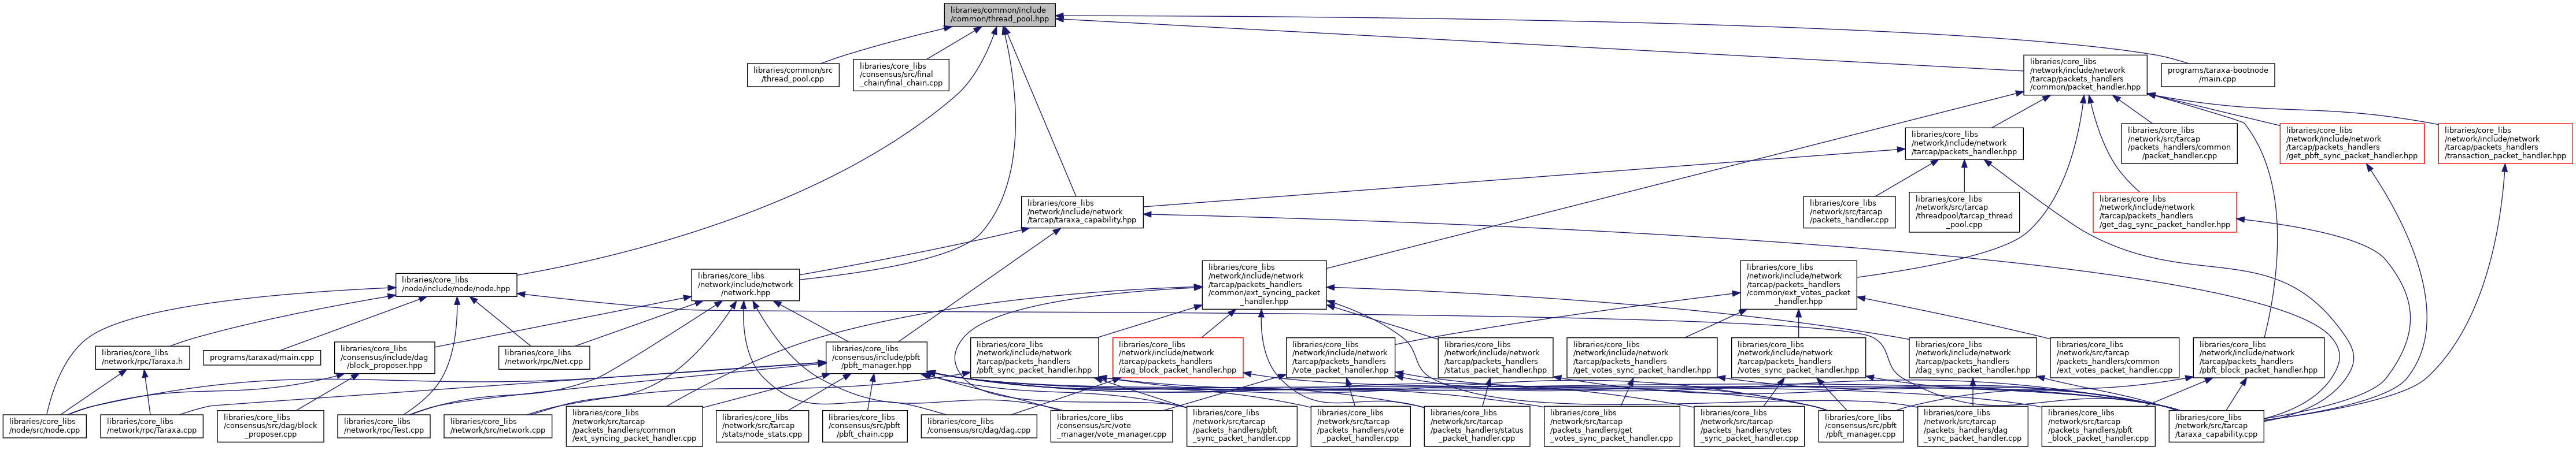 libraries/common/include
/common/thread_pool.hpp
libraries/common/src
/thread_pool.cpp
libraries/core_libs
/consensus/src/final
_chain/final_chain.cpp
libraries/core_libs
/network/include/network
/tarcap/packets_handlers
/common/packet_handler.hpp
programs/taraxa-bootnode
/main.cpp
libraries/core_libs
/network/include/network
/tarcap/packets_handler.hpp
libraries/core_libs
/network/src/tarcap
/packets_handlers/common
/packet_handler.cpp
libraries/core_libs
/network/include/network
/tarcap/packets_handlers
/get_pbft_sync_packet_handler.hpp
libraries/core_libs
/network/include/network
/tarcap/packets_handlers
/transaction_packet_handler.hpp
libraries/core_libs
/network/include/network
/tarcap/taraxa_capability.hpp
libraries/core_libs
/network/src/tarcap
/packets_handler.cpp
libraries/core_libs
/network/src/tarcap
/threadpool/tarcap_thread
_pool.cpp
libraries/core_libs
/network/include/network
/tarcap/packets_handlers
/get_dag_sync_packet_handler.hpp
libraries/core_libs
/node/include/node/node.hpp
libraries/core_libs
/network/include/network
/network.hpp
libraries/core_libs
/network/include/network
/tarcap/packets_handlers
/common/ext_syncing_packet
_handler.hpp
libraries/core_libs
/network/include/network
/tarcap/packets_handlers
/common/ext_votes_packet
_handler.hpp
libraries/core_libs
/network/rpc/Taraxa.h
programs/taraxad/main.cpp
libraries/core_libs
/consensus/include/dag
/block_proposer.hpp
libraries/core_libs
/network/rpc/Net.cpp
libraries/core_libs
/consensus/include/pbft
/pbft_manager.hpp
libraries/core_libs
/network/include/network
/tarcap/packets_handlers
/pbft_sync_packet_handler.hpp
libraries/core_libs
/network/include/network
/tarcap/packets_handlers
/dag_block_packet_handler.hpp
libraries/core_libs
/network/include/network
/tarcap/packets_handlers
/vote_packet_handler.hpp
libraries/core_libs
/network/include/network
/tarcap/packets_handlers
/status_packet_handler.hpp
libraries/core_libs
/network/include/network
/tarcap/packets_handlers
/get_votes_sync_packet_handler.hpp
libraries/core_libs
/network/include/network
/tarcap/packets_handlers
/votes_sync_packet_handler.hpp
libraries/core_libs
/network/include/network
/tarcap/packets_handlers
/dag_sync_packet_handler.hpp
libraries/core_libs
/network/src/tarcap
/packets_handlers/common
/ext_votes_packet_handler.cpp
libraries/core_libs
/network/include/network
/tarcap/packets_handlers
/pbft_block_packet_handler.hpp
libraries/core_libs
/node/src/node.cpp
libraries/core_libs
/network/rpc/Taraxa.cpp
libraries/core_libs
/consensus/src/dag/block
_proposer.cpp
libraries/core_libs
/network/rpc/Test.cpp
libraries/core_libs
/network/src/network.cpp
libraries/core_libs
/network/src/tarcap
/packets_handlers/common
/ext_syncing_packet_handler.cpp
libraries/core_libs
/network/src/tarcap
/stats/node_stats.cpp
libraries/core_libs
/consensus/src/pbft
/pbft_chain.cpp
libraries/core_libs
/consensus/src/dag/dag.cpp
libraries/core_libs
/consensus/src/vote
_manager/vote_manager.cpp
libraries/core_libs
/network/src/tarcap
/packets_handlers/pbft
_sync_packet_handler.cpp
libraries/core_libs
/network/src/tarcap
/packets_handlers/vote
_packet_handler.cpp
libraries/core_libs
/network/src/tarcap
/packets_handlers/status
_packet_handler.cpp
libraries/core_libs
/network/src/tarcap
/packets_handlers/get
_votes_sync_packet_handler.cpp
libraries/core_libs
/network/src/tarcap
/packets_handlers/votes
_sync_packet_handler.cpp
libraries/core_libs
/consensus/src/pbft
/pbft_manager.cpp
libraries/core_libs
/network/src/tarcap
/packets_handlers/dag
_sync_packet_handler.cpp
libraries/core_libs
/network/src/tarcap
/packets_handlers/pbft
_block_packet_handler.cpp
libraries/core_libs
/network/src/tarcap
/taraxa_capability.cpp